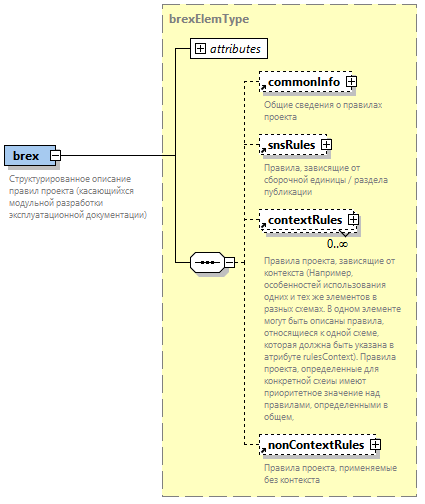 brexElemType
attributes
commonInfo
Общие сведения о правилах
проекта
brex
Структурированное описание
правил проекта (касающийхся
модульной разработки
эксплуатационной документации)
snsRules
Правила, зависящие от
сборочной единицы / раздела
публикации
contextRules
0..∞
Правила проекта, зависящие от
контекста (Например,
особенностей использования
одних и тех же элементов в
разных схемах. В одном элементе
могут быть описаны правила,
относящиеся к одной схеме,
которая должна быть указана в
атрибуте rulesContext). Правила
проекта, определенные для
конкретной схеиы имеют
приоритетное значение над
правилами, определенными в
общем.
nonContextRules
Правила проекта, применяемые
без контекста